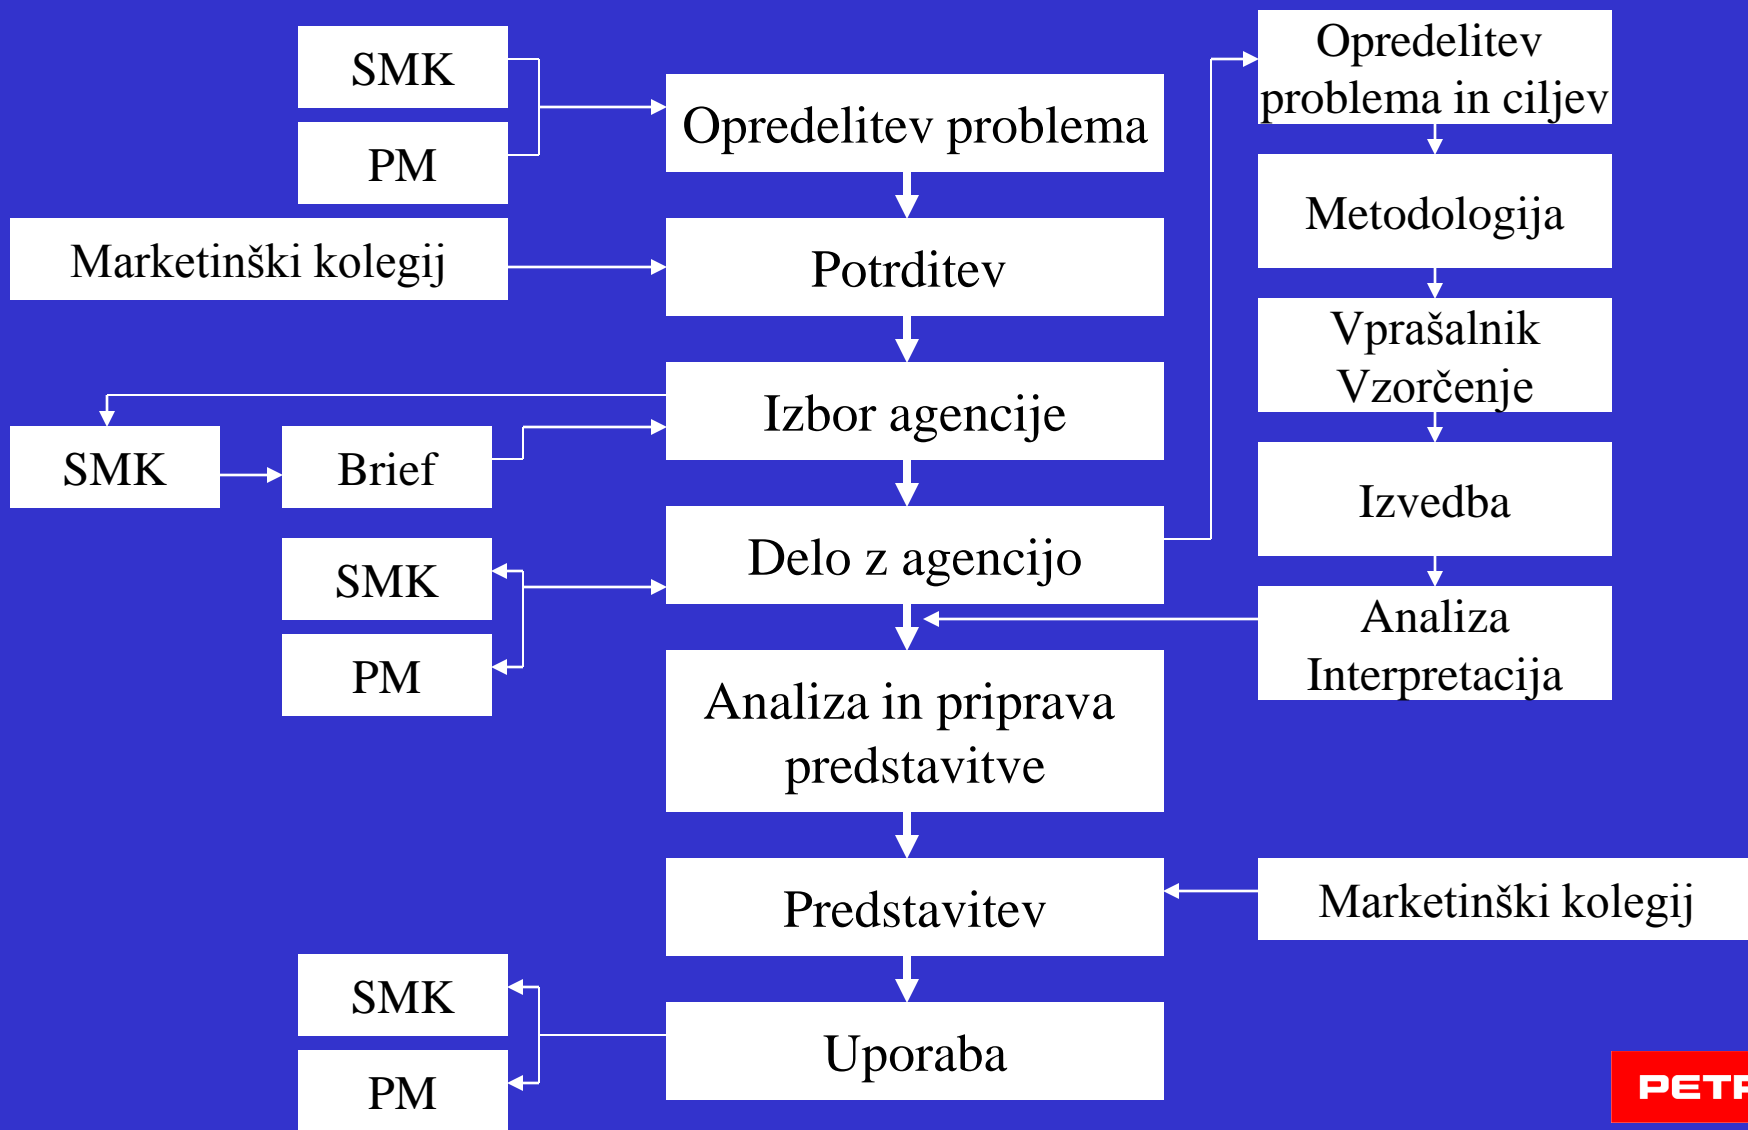 SMK
PM
Opredelitev problema
Marketinški kolegij
Potrditev
Izbor agencije
SMK
Brief
Delo z agencijo
SMK
PM
Opredelitev
problema in ciljev
Metodologija
Vprašalnik
Vzorčenje
Izvedba
Analiza
Interpretacija
Analiza in priprava
predstavitve
Predstavitev
Marketinški kolegij
Uporaba
SMK
PM